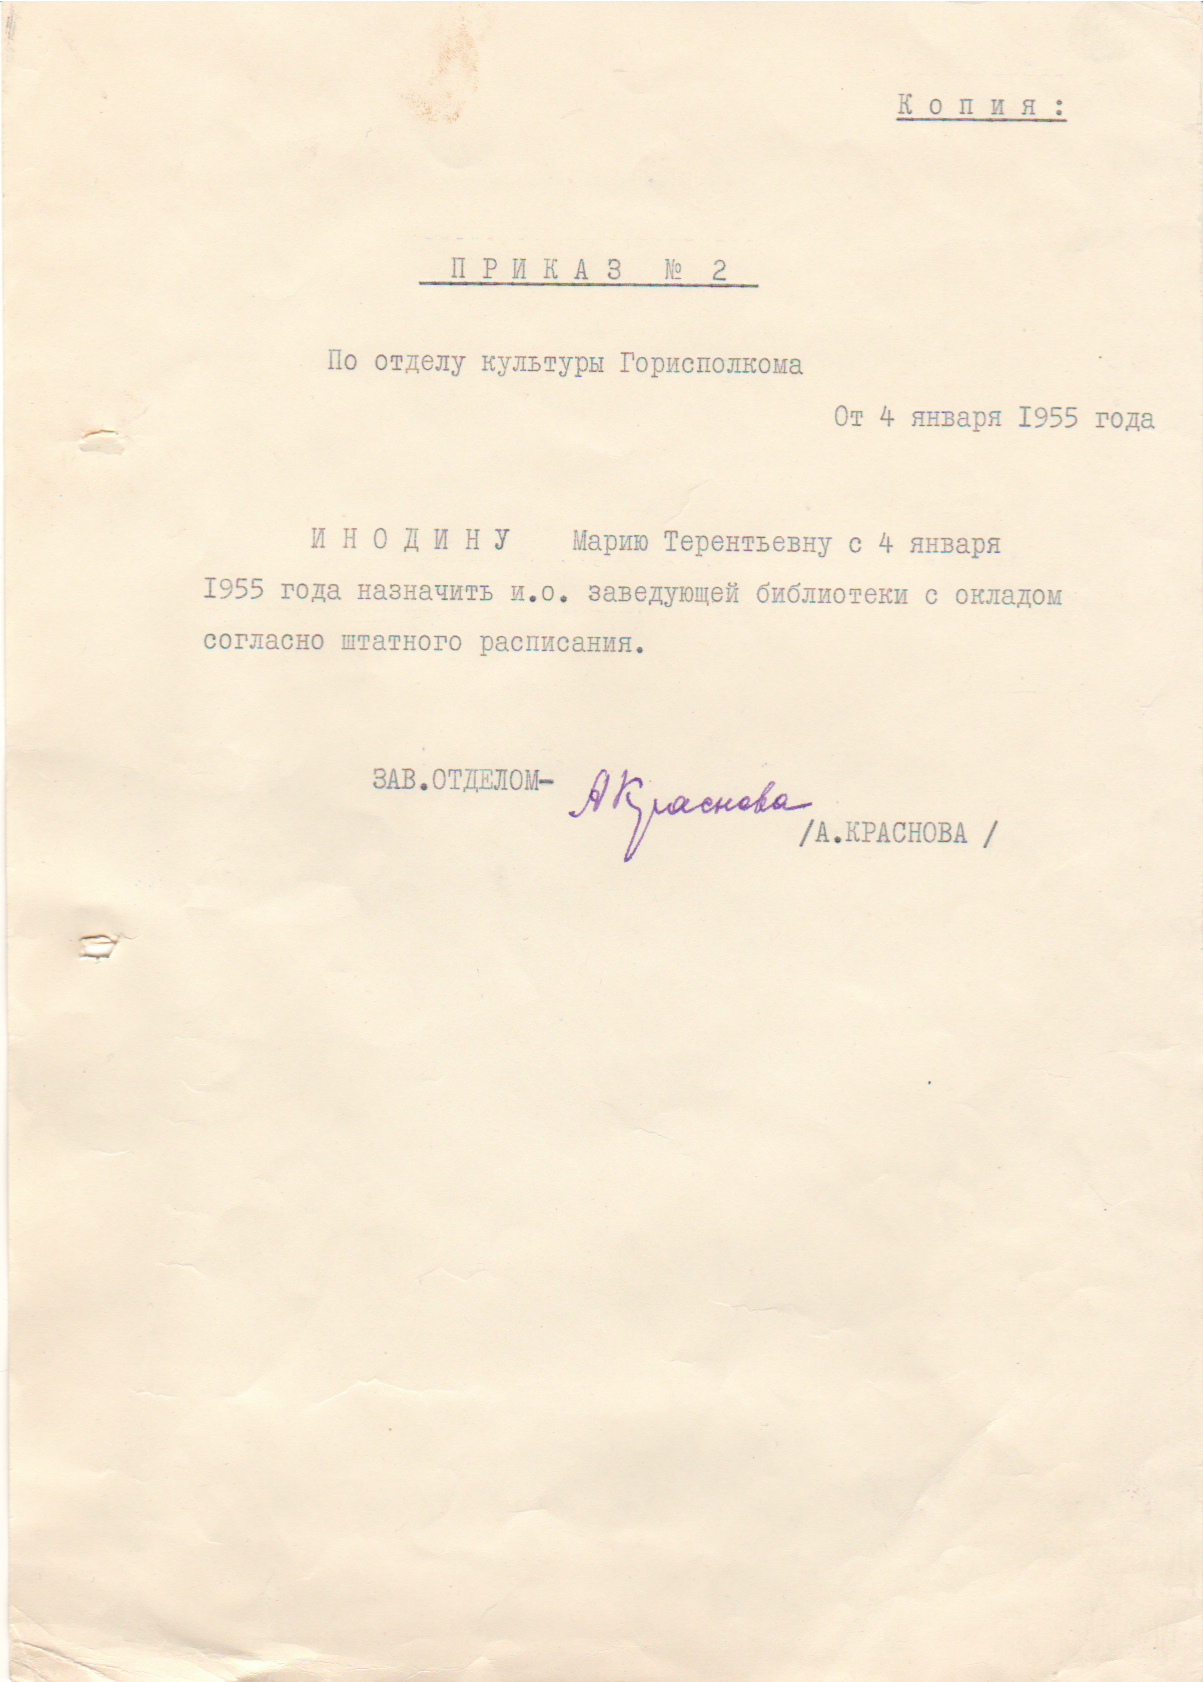 К о п и я :
П Р И К А З № 2
По отделу культуры Горисполкома
От 4 января 1955 года
И Н О Д И Н У Марию Терентьевну с 4 января
1955 года назначить и.о. заведующей библиотеки с окладом
согласно штатного расписания.
ЗАВ.ОТДЕЛОМ- АКраснова
/А.КРАСНОВА /